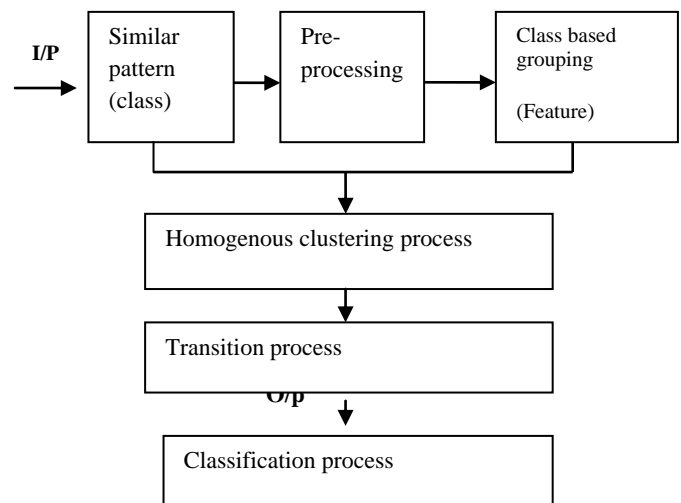 I/P
Similar
pattern
(class)
Pre-
processing
Class based
grouping
(Feature)
Homogenous clustering process
Transition process
O/p
Classification process